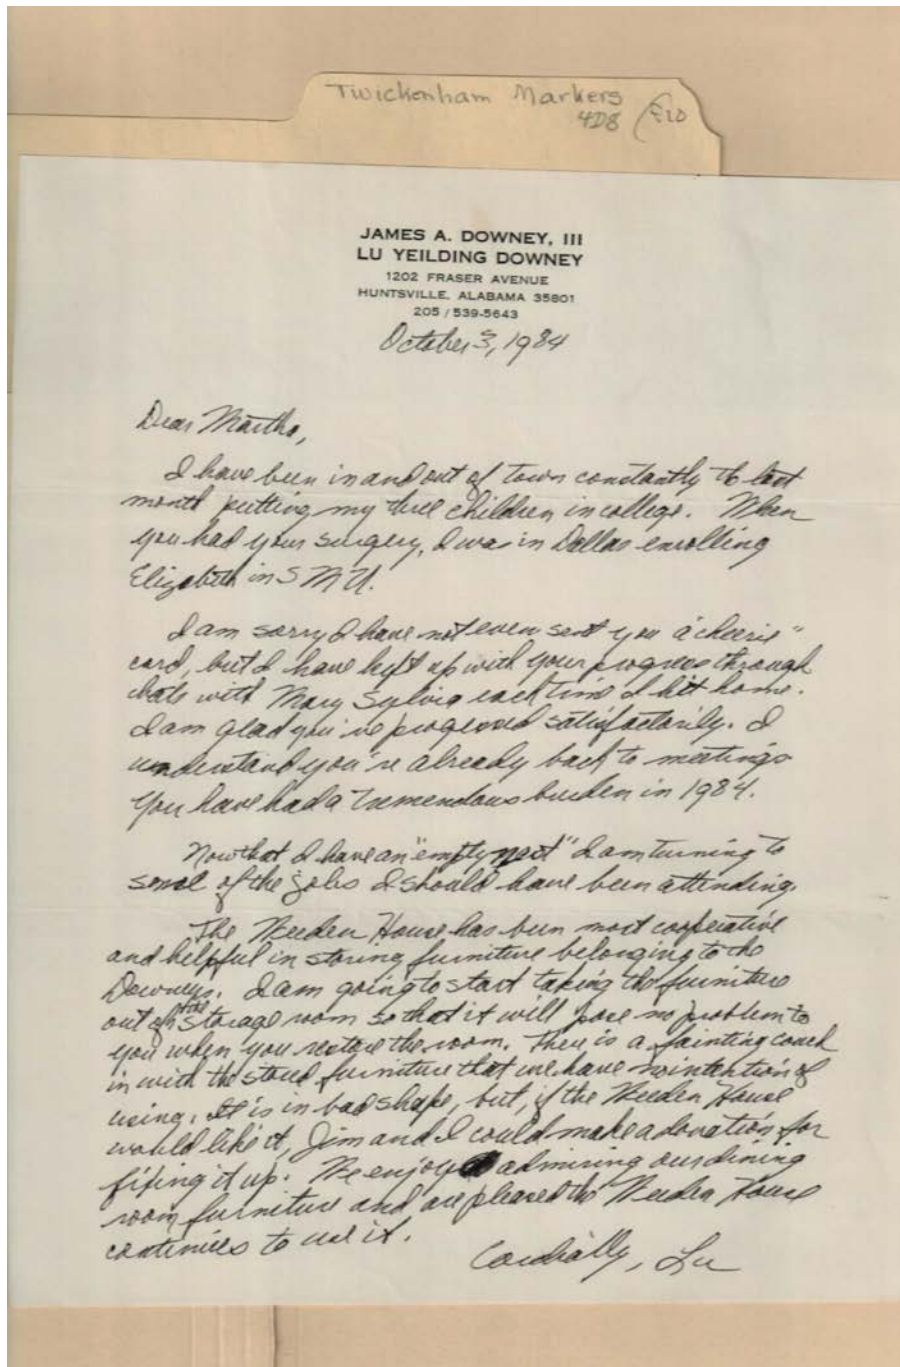 Twickenham Markers
4D8
JAMES A. DOWNEY, III
LU YEILDING DOWNEY
1202 FRASER AVENUE
HUNTSVILLE, ALABAMA 35801
205 / 539-5643
October 3, 1984
Dear Martha,
I have been in and out of town constantly the last
month putting my three children in college. When
you had your surgery, I was in Dallas enrolling
Elizabeth in SMU.
I am sorry I have not even sent you a "cheerie"
card, but I have kept up with your progress through
chats with Mary Sylvia each time I hit home.
I am glad you've progressed satisfactorily. I
understand you're already back to meetings
You have had a tremendous burden in 1984.
Now that I have an "empty nest" I am turning to
some of the jobs I should have been attending.
The Weeden House has been most cooperative
and helpful in storing furniture belonging to the
Downeys. I am going to start taking the furniture
out of the storage room so that it will pose no problem to
you when you restore the room. There is a fainting couch
in with the stored furniture that we have no intention of
using. It is in bad shape, but, if the Weeden House
would like it, Jim and I could make a donation for
fixing it up. We enjoy admiring our dining
room furniture and are pleased the Weeden House
continues to use it.
Cordially, Lu